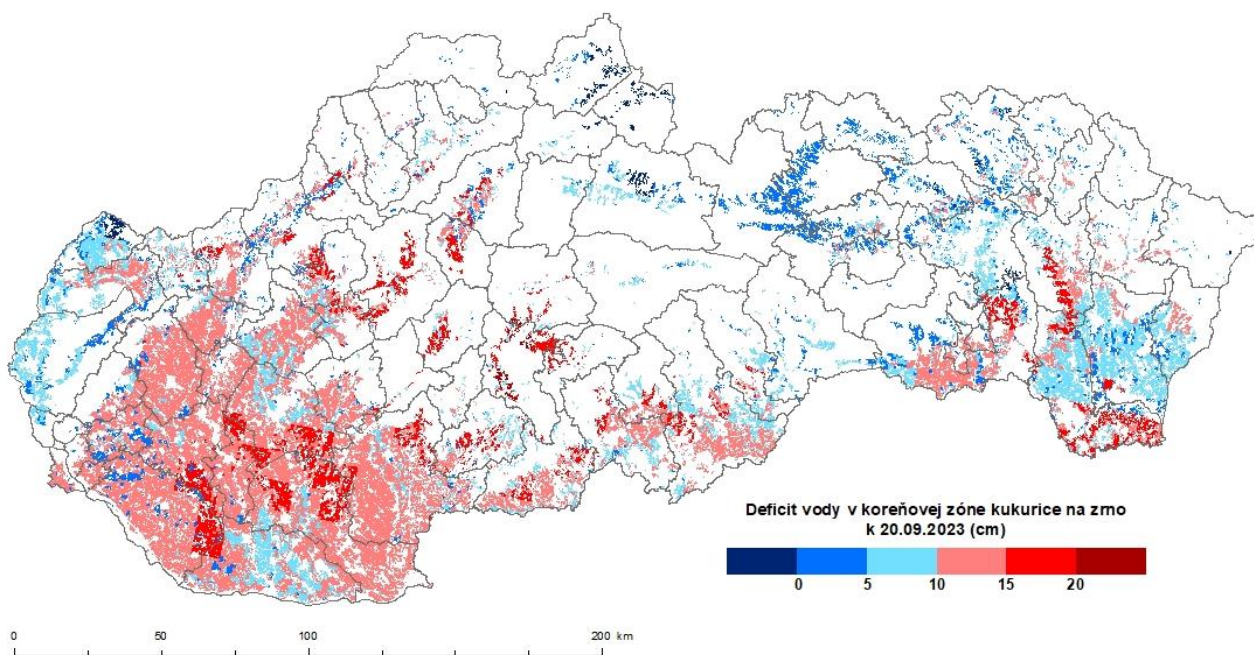 Deficit vody v koreňovej zóne kukurice na zrno
k 20.09.2023 (cm)
0 5 10 15 20
0 50 100 200 km